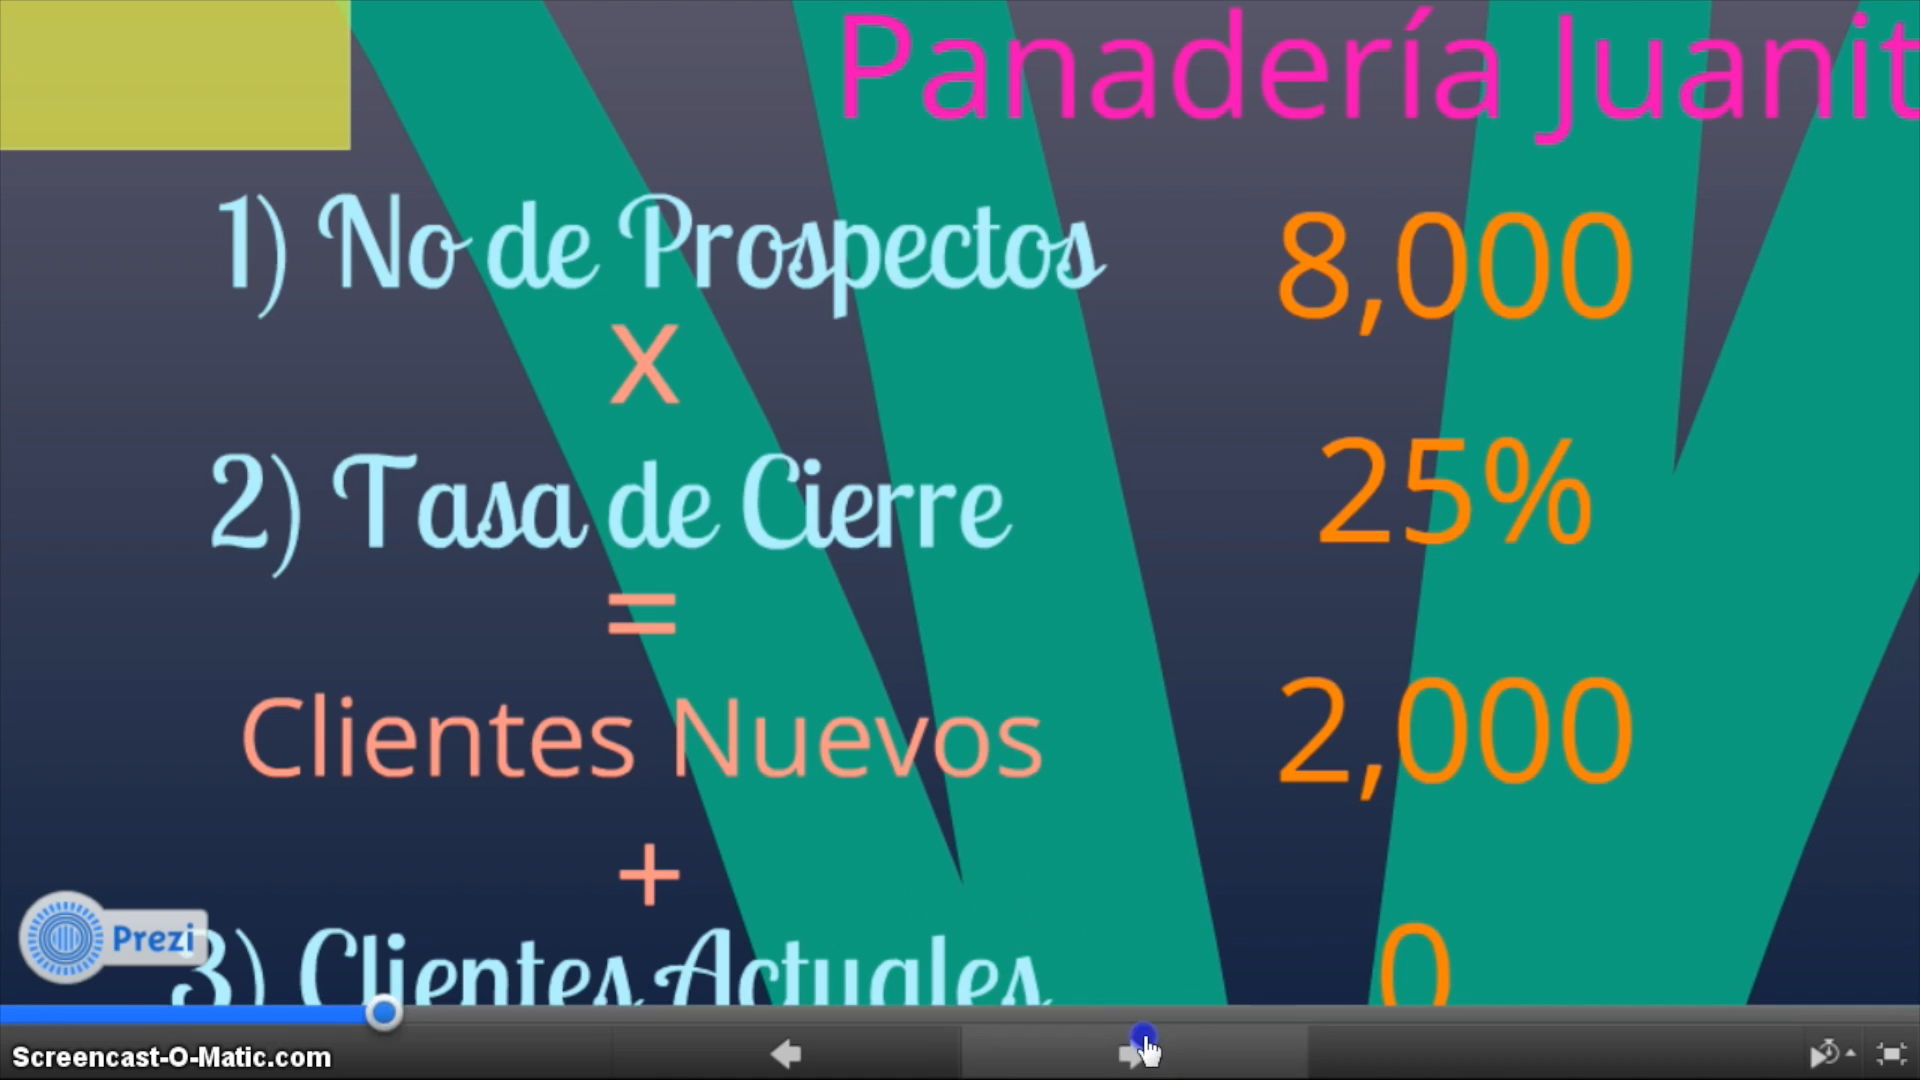 Panadería Juanit
1) No de Prospectos 8,000
x
2) Tasa de Cierre 25%
=
Clientes Nuevos 2,000
+
3) Clientes Actuales 0
Prezi
Screencast-O-Matic.com